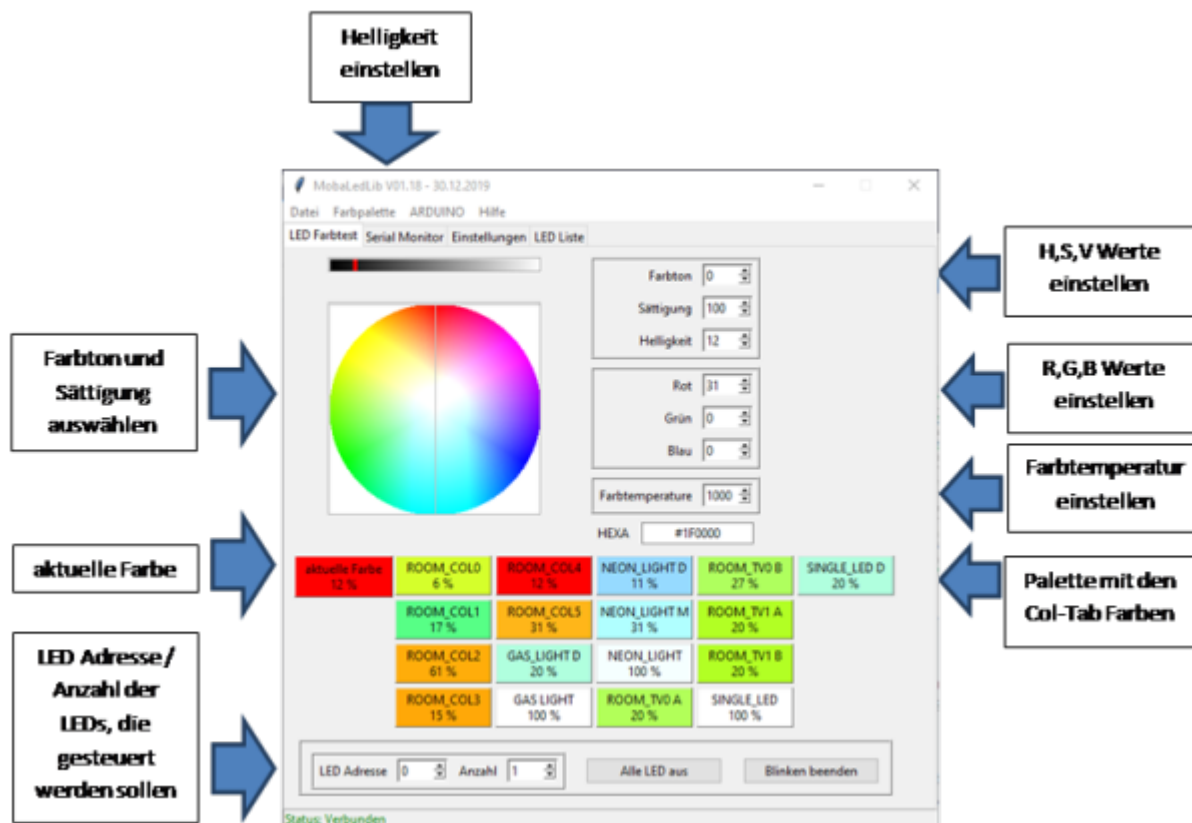 Helligkeit
einstellen
MobaLedLib V01.18 - 30.12.2019
Datei Farbpalette ARDUINO Hilfe
LED Farbtest Serial Monitor Einstellungen LED Liste
Farbton 0
Sättigung 100
Helligkeit 12
Rot 31
Grün 0
Blau 0
Farbtemperature 1000
HEXA #1F0000
H,S,V Werte
einstellen
R,G,B Werte
einstellen
Farbtemperatur
einstellen
Palette mit den
Col-Tab Farben
Farbton und
Sättigung
auswählen
aktuelle Farbe
LED Adresse /
Anzahl der
LEDs, die
gesteuert
werden sollen
aktuelle Farbe
12 %
ROOM_COL0
6 %
ROOM_COL4
12 %
NEON_LIGHT D
11 %
ROOM_TV0 B
27 %
SINGLE_LED D
20 %
ROOM_COL1
17 %
ROOM_COL5
31 %
NEON_LIGHT M
31 %
ROOM_TV1 A
20 %
ROOM_COL2
61 %
GAS_LIGHT D
20 %
NEON_LIGHT
100 %
ROOM_TV1 B
20 %
ROOM_COL3
15 %
GAS LIGHT
100 %
ROOM_TV0 A
20 %
SINGLE_LED
100 %
LED Adresse 0 Anzahl 1 Alle LED aus Blinken beenden
Status: Verbunden